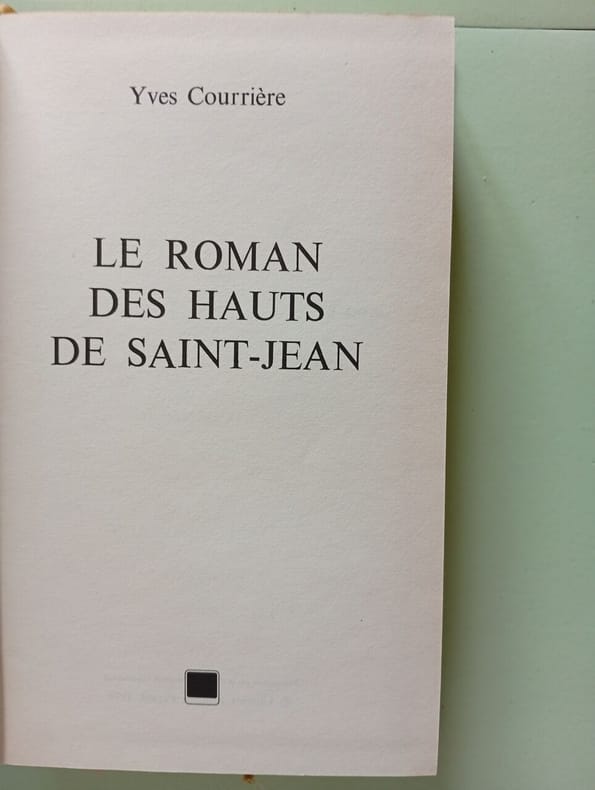 Yves Courrière
LE ROMAN
DES HAUTS
DE SAINT-JEAN